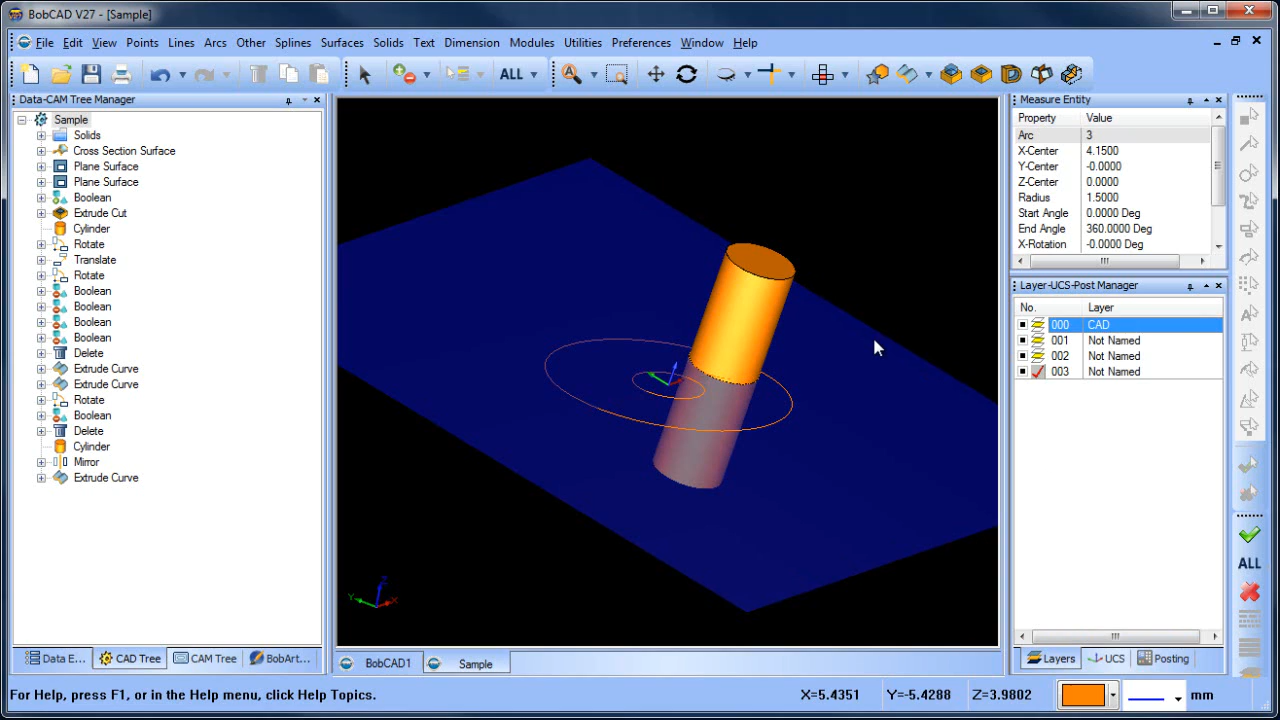 BobCAD V27 - [Sample]
File Edit View Points Lines Arcs Other Splines Surfaces Solids Text Dimension Modules Utilities Preferences Window Help
ALL
Data-CAM Tree Manager
Sample
Solids
Cross Section Surface
Plane Surface
Plane Surface
Boolean
Extrude Cut
Cylinder
Rotate
Translate
Rotate
Boolean
Boolean
Boolean
Boolean
Delete
Extrude Curve
Extrude Curve
Rotate
Boolean
Delete
Cylinder
Mirror
Extrude Curve
Data E... CAD Tree CAM Tree BobArt...
Z
Y X
BobCAD1 Sample
Measure Entity
Property Value
Arc 3
X-Center 4.1500
Y-Center -0.0000
Z-Center 0.0000
Radius 1.5000
Start Angle 0.0000 Deg
End Angle 360.0000 Deg
X-Rotation -0.0000 Deg
Layer-UCS-Post Manager
No. Layer
000 CAD
001 Not Named
002 Not Named
003 Not Named
Layers UCS Posting
ALL
For Help, press F1, or in the Help menu, click Help Topics.
X=5.4351 Y=-5.4288 Z=3.9802 mm